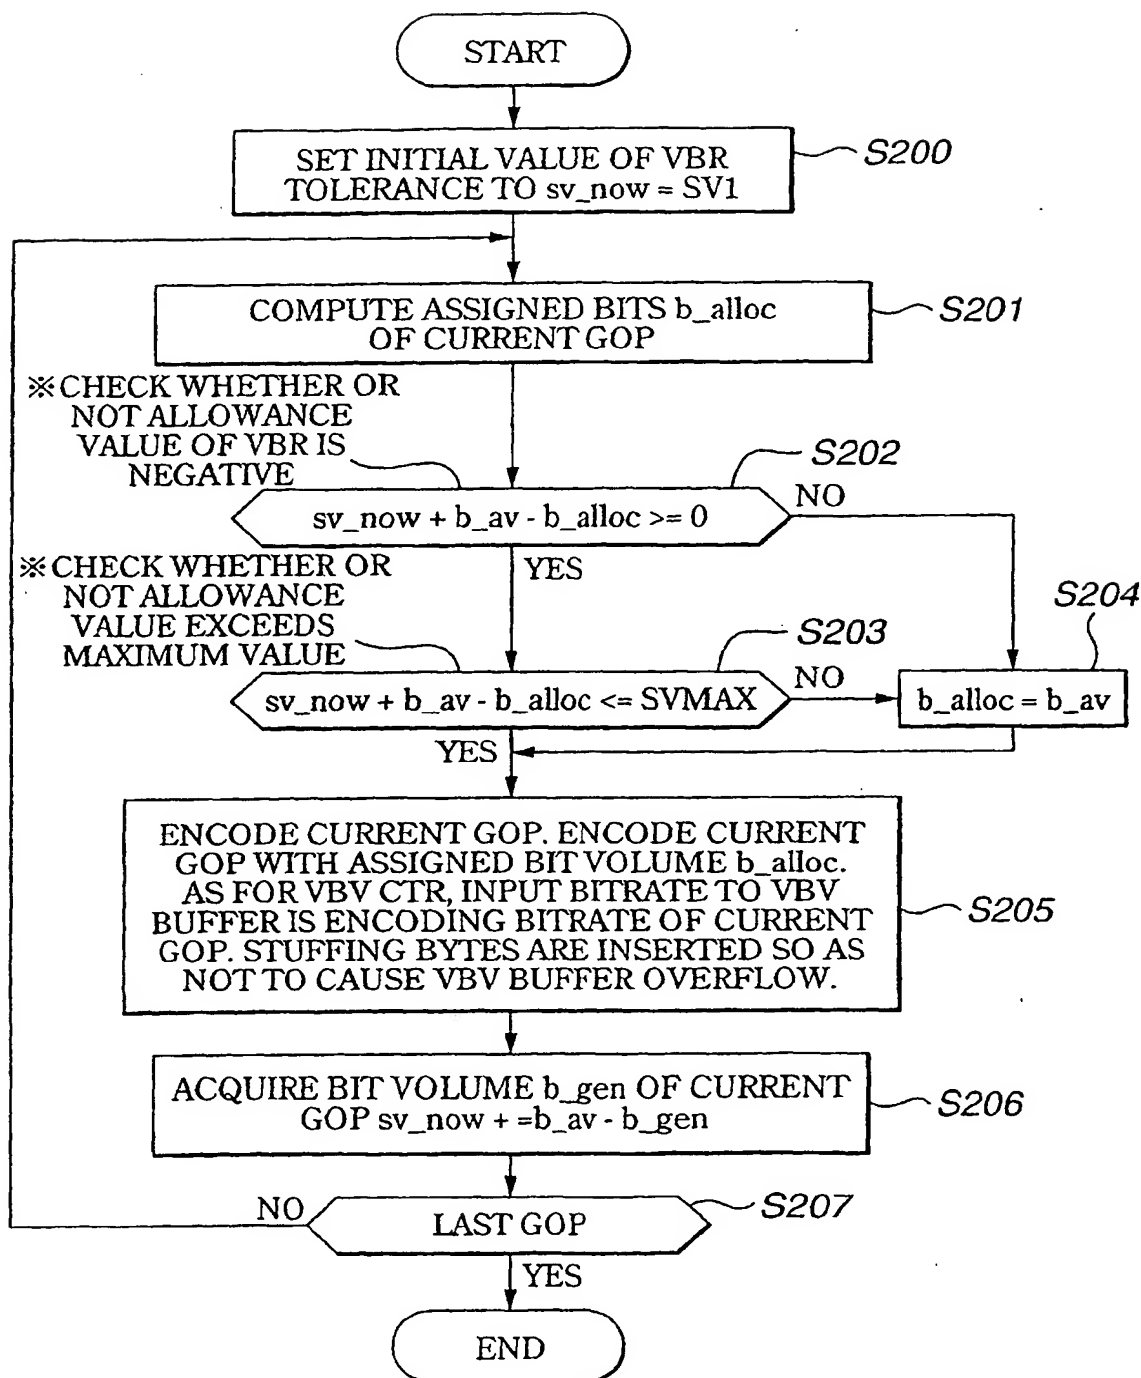 START
SET INITIAL VALUE OF VBR
TOLERANCE TO sv_now = SV1
S200
COMPUTE ASSIGNED BITS b_alloc
OF CURRENT GOP
S201
※CHECK WHETHER OR
NOT ALLOWANCE
VALUE OF VBR IS
NEGATIVE
S202
sv_now + b_av - b_alloc >= 0
NO
YES
※CHECK WHETHER OR
NOT ALLOWANCE
VALUE EXCEEDS
MAXIMUM VALUE
S203
S204
sv_now + b_av - b_alloc <= SVMAX
NO
b_alloc = b_av
YES
ENCODE CURRENT GOP. ENCODE CURRENT
GOP WITH ASSIGNED BIT VOLUME b_alloc.
AS FOR VBV CTR, INPUT BITRATE TO VBV
BUFFER IS ENCODING BITRATE OF CURRENT
GOP. STUFFING BYTES ARE INSERTED SO AS
NOT TO CAUSE VBV BUFFER OVERFLOW.
S205
ACQUIRE BIT VOLUME b_gen OF CURRENT
GOP sv_now + =b_av - b_gen
S206
NO
LAST GOP
S207
YES
END